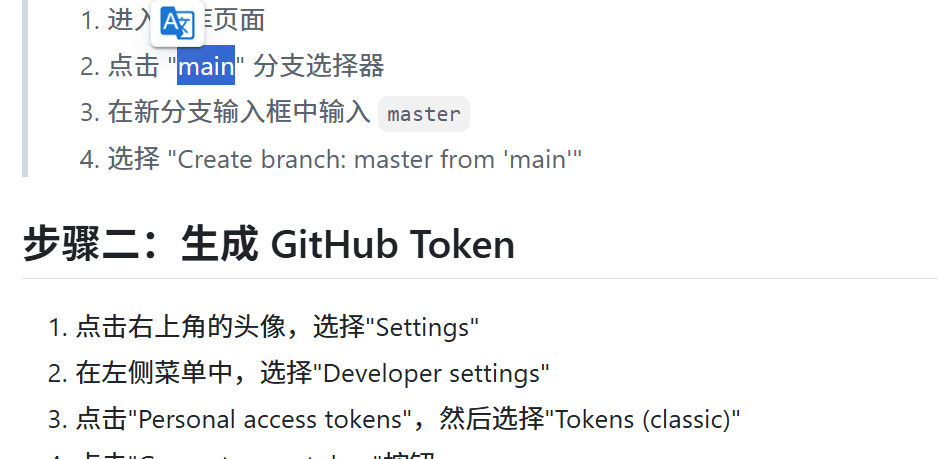 1. 进入 库页面
2. 点击 "main" 分支选择器
3. 在新分支输入框中输入 master
4. 选择 "Create branch: master from 'main'"
步骤二：生成 GitHub Token
1. 点击右上角的头像，选择"Settings"
2. 在左侧菜单中，选择"Developer settings"
3. 点击"Personal access tokens"，然后选择"Tokens (classic)"